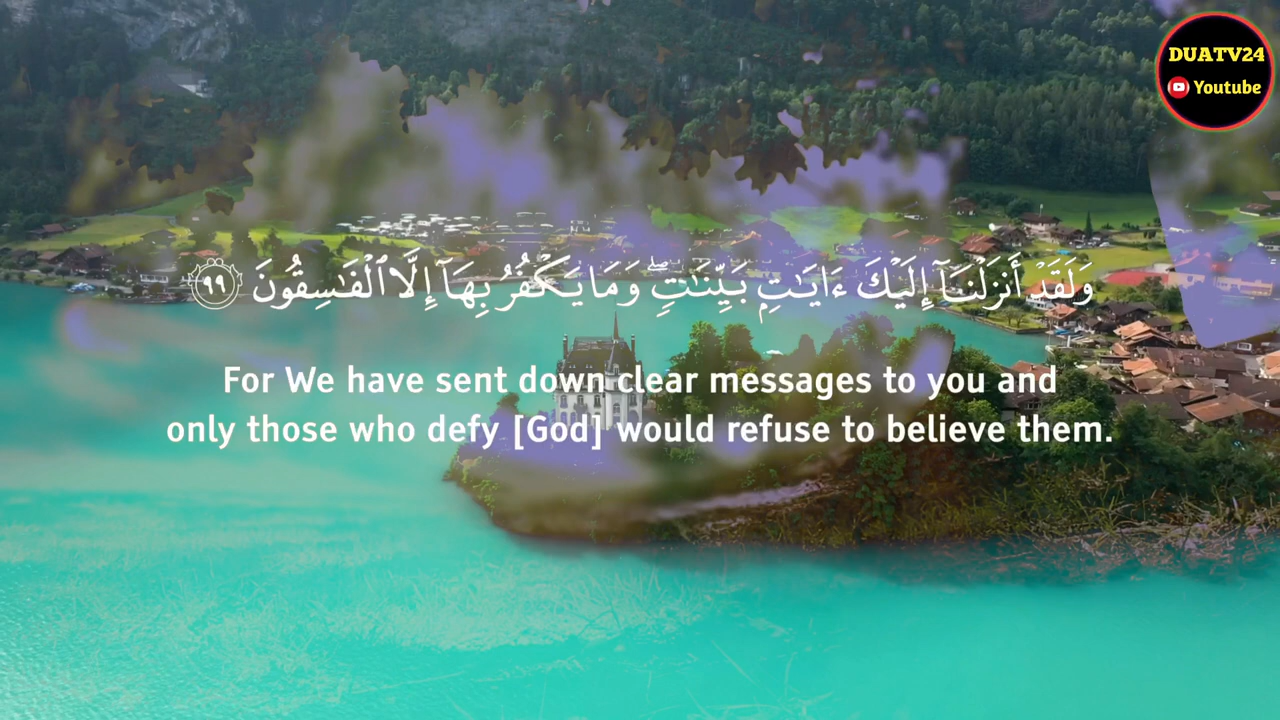 DUATV24
Youtube
وَلَقَدْ أَنزَلْنَآ إِلَيْكَ ءَايَـٰتٍۭ بَيِّنَـٰتٍۖ وَمَا يَكْفُرُ بِهَآ إِلَّا ٱلْفَـٰسِقُونَ ٩٩
For We have sent down clear messages to you and
only those who defy [God] would refuse to believe them.